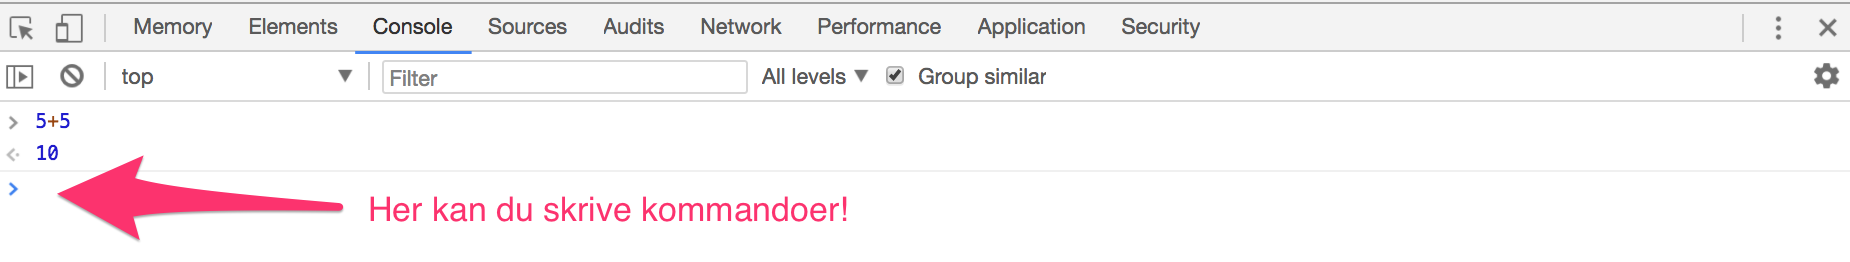 Memory Elements Console Sources Audits Network Performance Application Security
top Filter All levels Group similar
5+5
10
Her kan du skrive kommandoer!